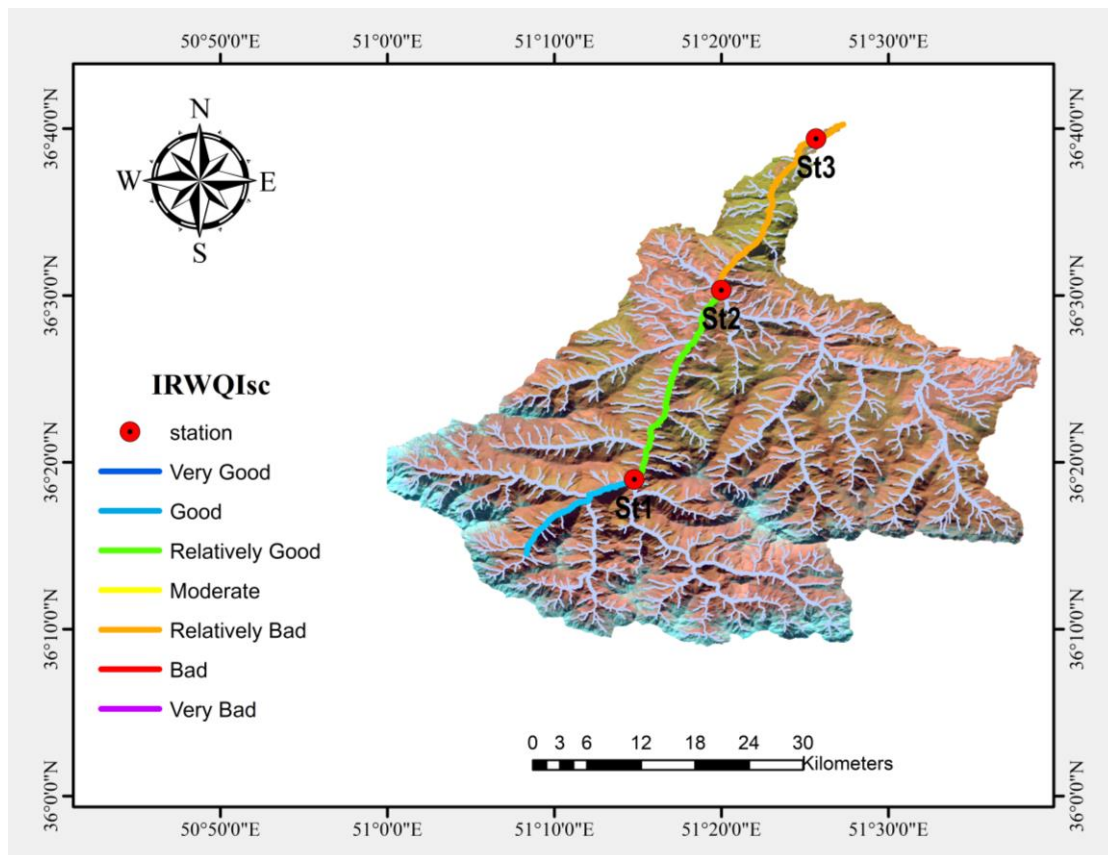 50°50'0"E 51°0'0"E 51°10'0"E 51°20'0"E 51°30'0"E
36°40'0"N
36°30'0"N
36°20'0"N
36°10'0"N
36°0'0"N
N
W E
S
St3
St2
St1
IRWQIsc
station
Very Good
Good
Relatively Good
Moderate
Relatively Bad
Bad
Very Bad
0 3 6 12 18 24 30
Kilometers
36°40'0"N
36°30'0"N
36°20'0"N
36°10'0"N
36°0'0"N
50°50'0"E 51°0'0"E 51°10'0"E 51°20'0"E 51°30'0"E